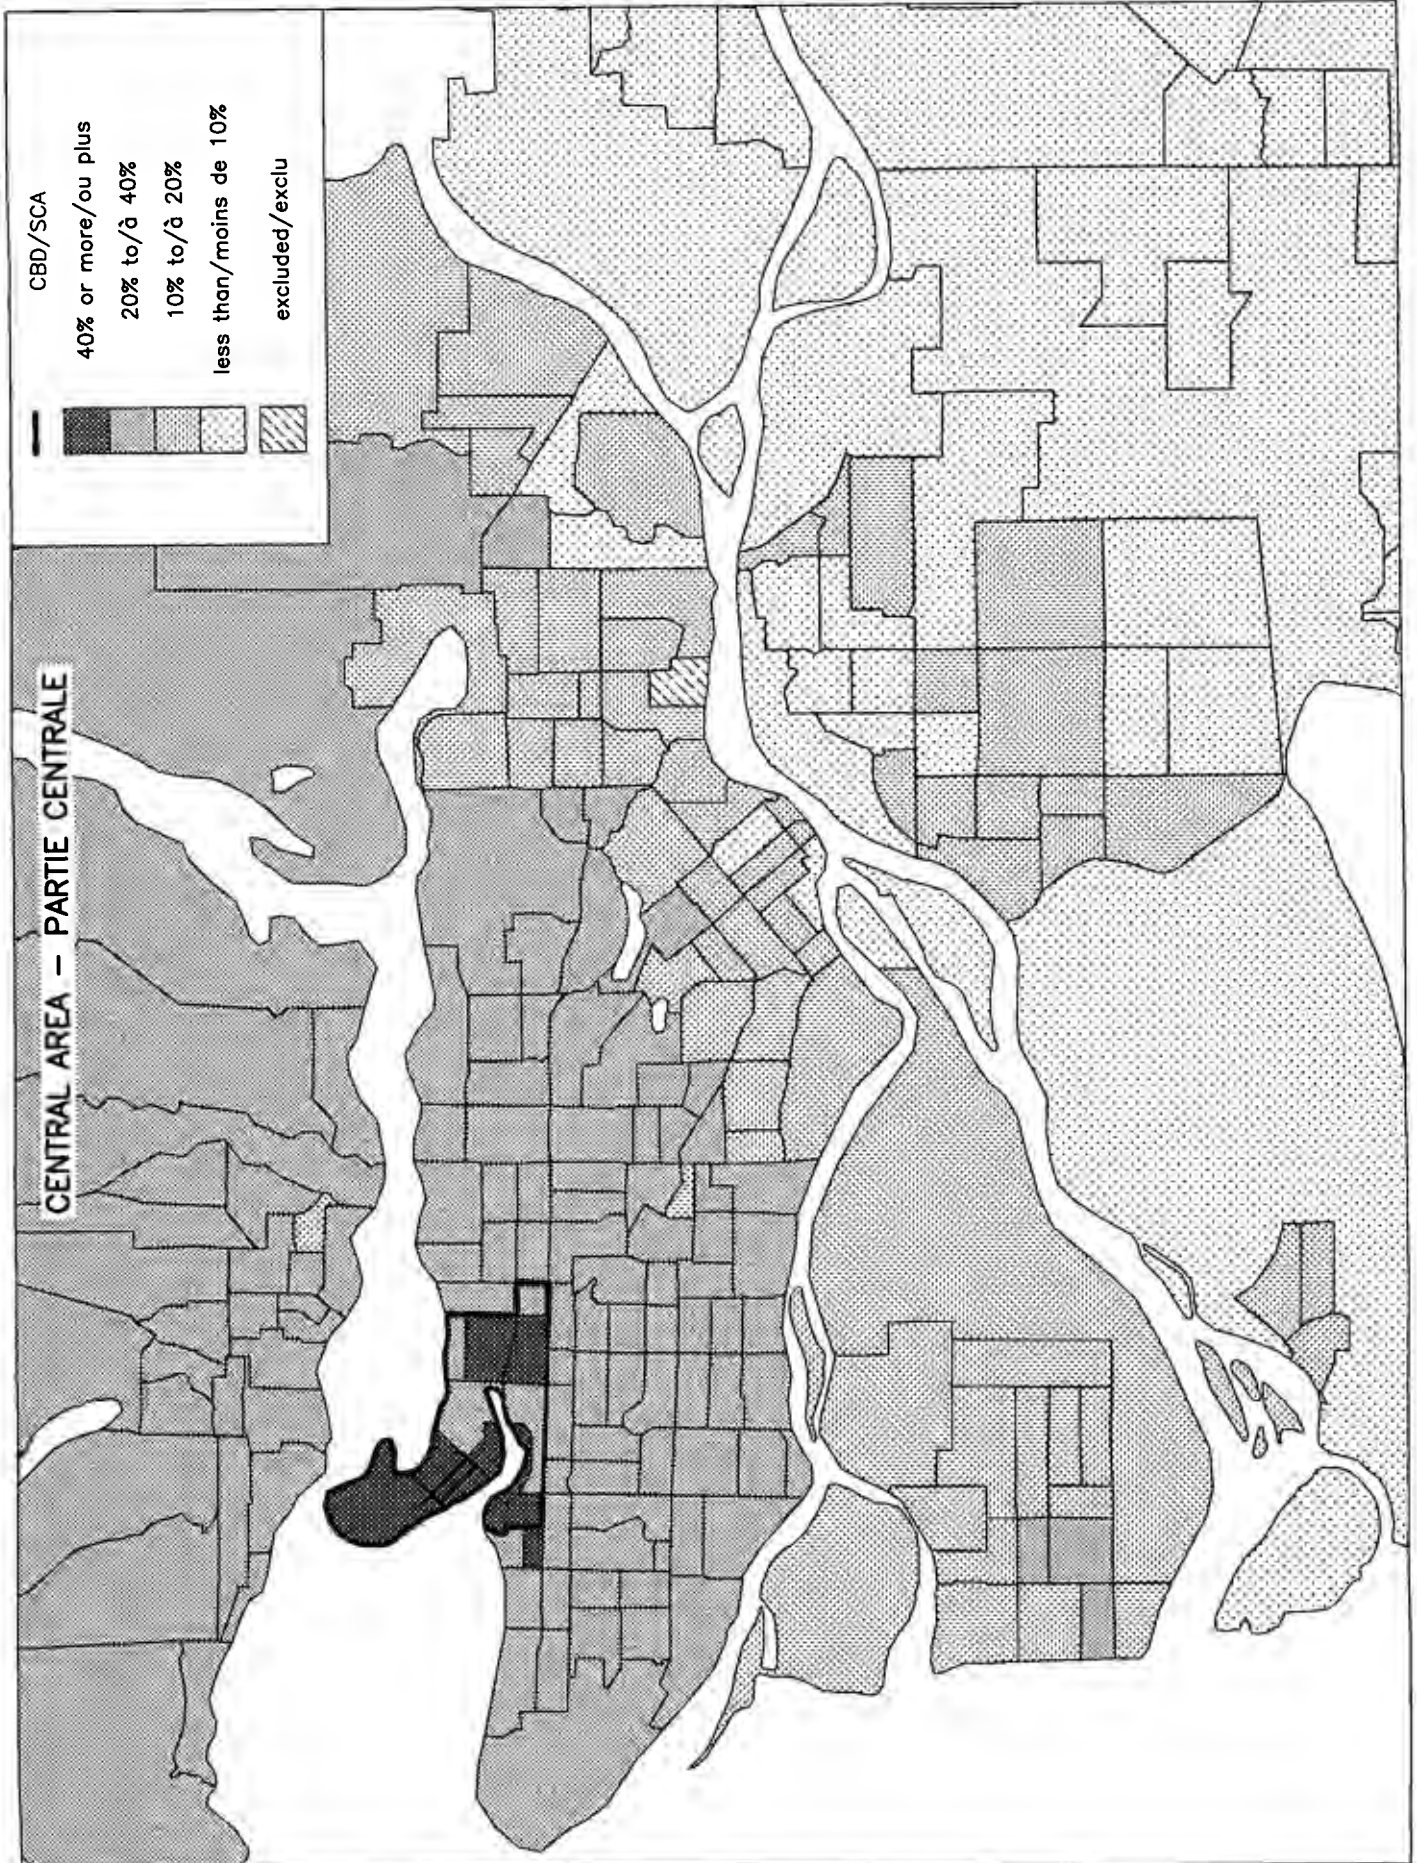 CENTRAL AREA – PARTIE CENTRALE
CBD/SCA
40% or more/ou plus
20% to/à 40%
10% to/à 20%
less than/moins de 10%
excluded/exclu